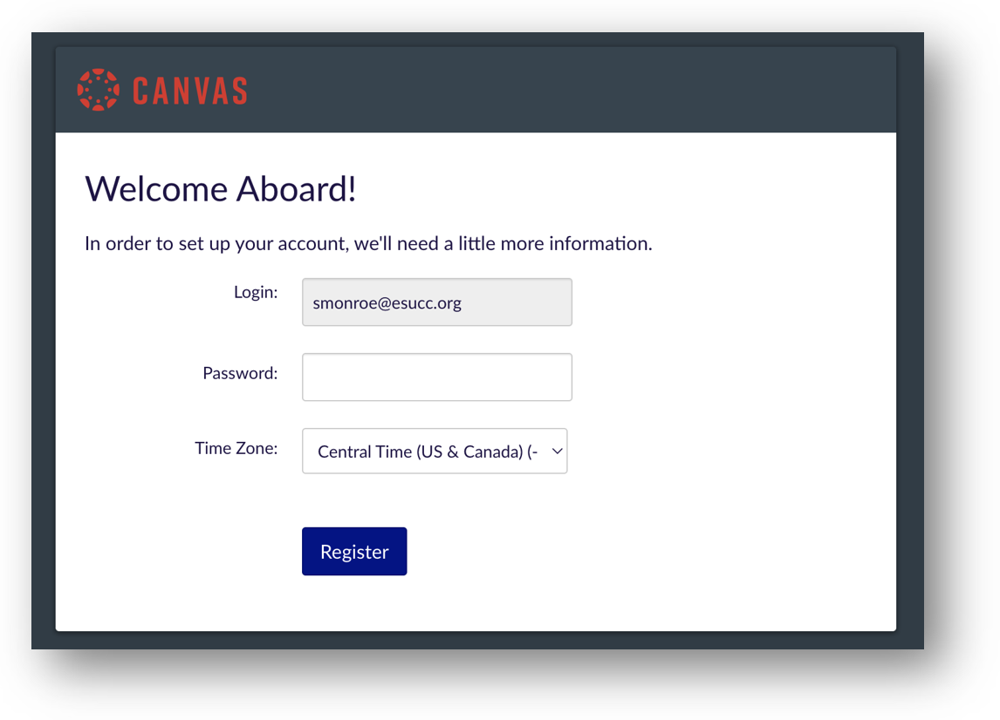 CANVAS
Welcome Aboard!
In order to set up your account, we'll need a little more information.
Login: smonroe@esucc.org
Password:
Time Zone: Central Time (US & Canada) (-
Register